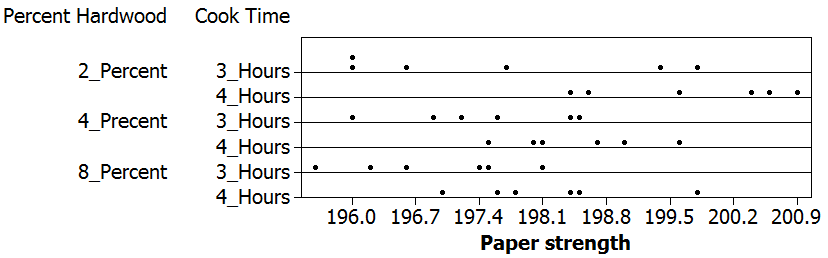 Percent Hardwood Cook Time
2_Percent 3_Hours
4_Hours
4_Precent 3_Hours
4_Hours
8_Percent 3_Hours
4_Hours
196.0 196.7 197.4 198.1 198.8 199.5 200.2 200.9
Paper strength